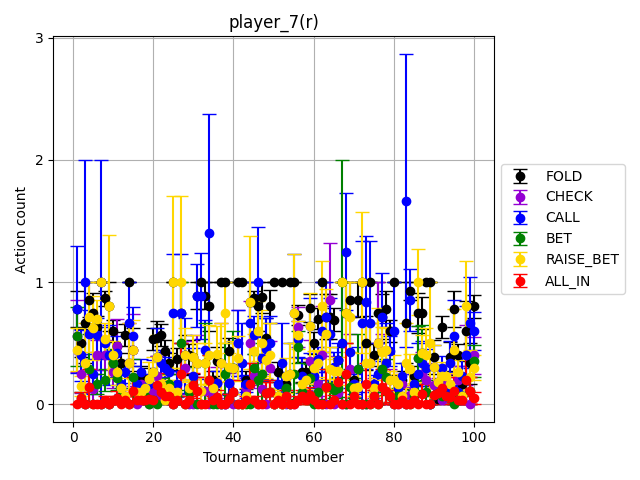 player_7(r)
3
2
1
0
Action count
0
20
40
60
80
100
Tournament number
FOLD
CHECK
CALL
BET
RAISE_BET
ALL_IN